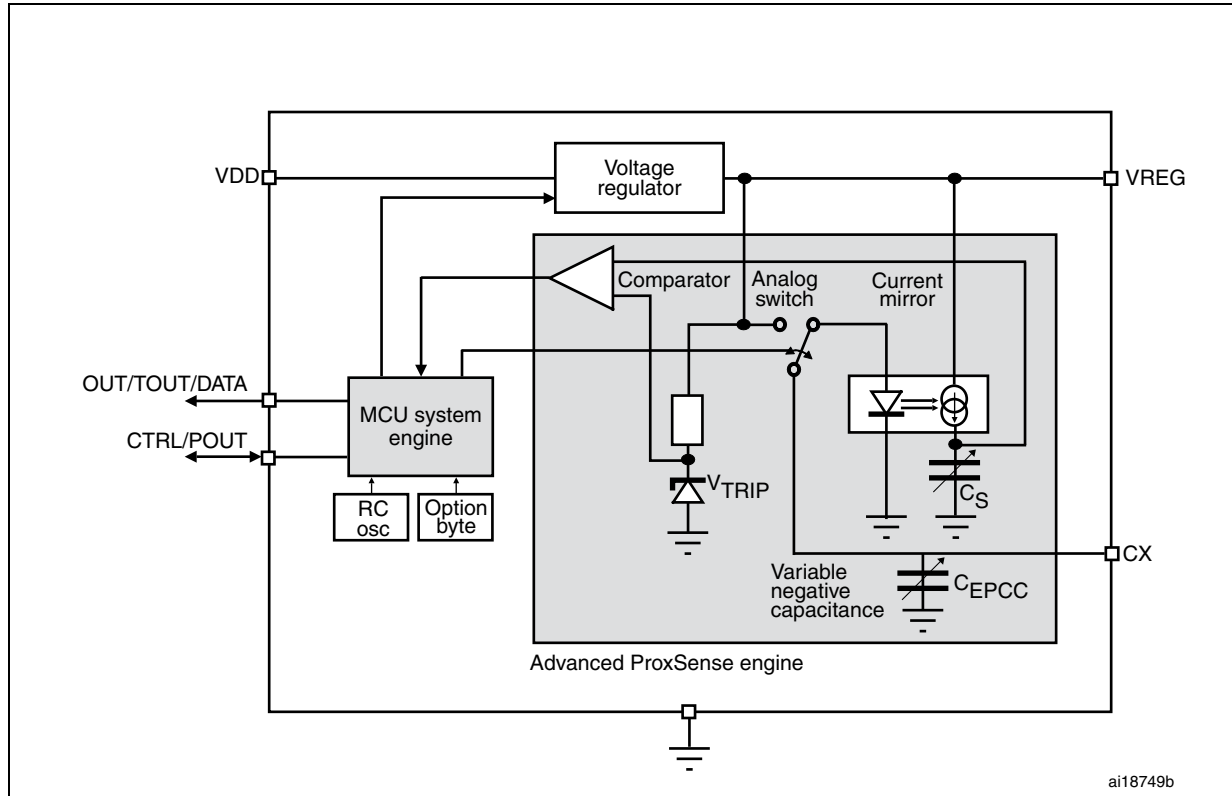 VDD
Voltage
regulator
VREG
Comparator
Analog
switch
Current
mirror
OUT/TOUT/DATA
MCU system
engine
CTRL/POUT
RC
osc
Option
byte
VTRIP
CS
CX
Variable
negative
capacitance
CEPCC
Advanced ProxSense engine
ai18749b